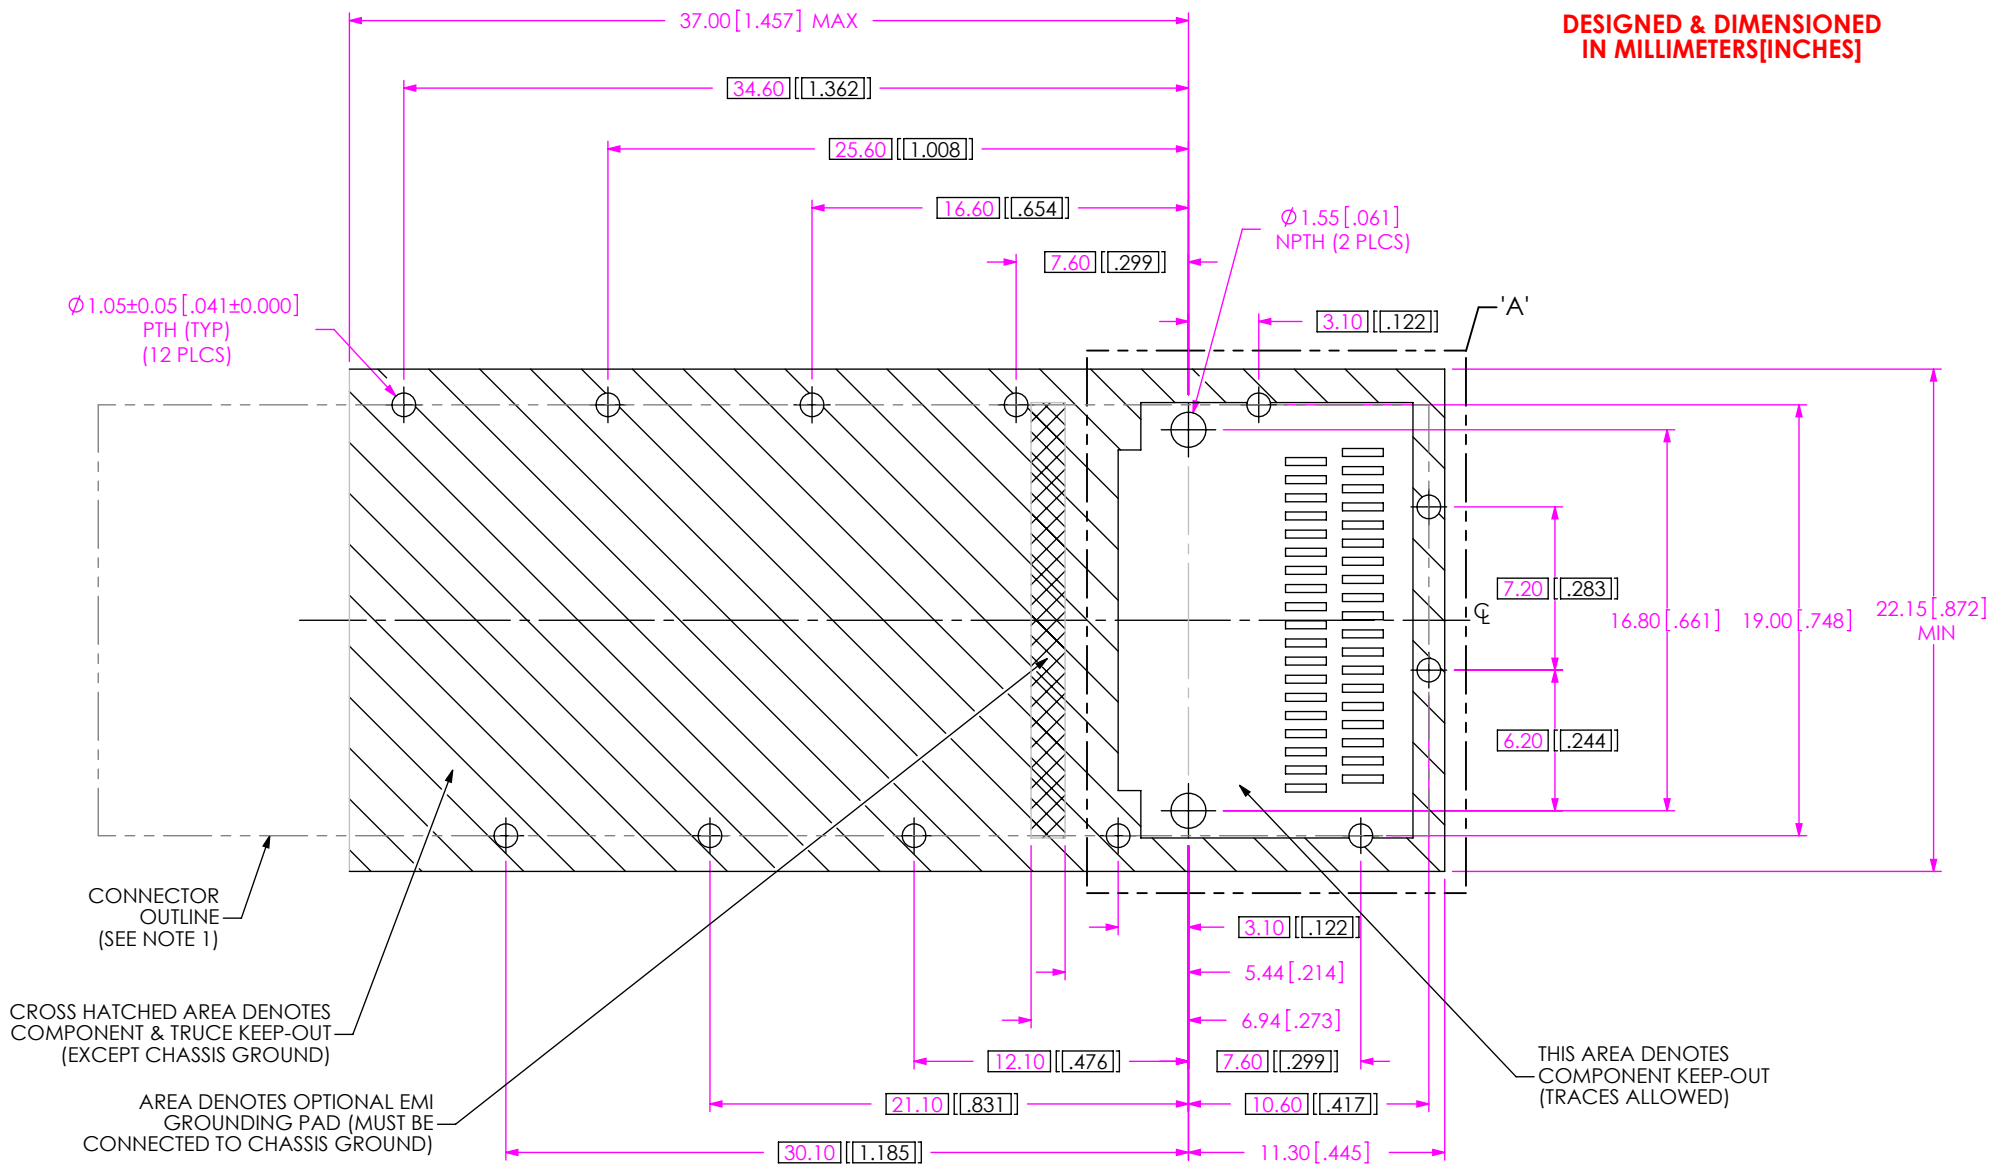 37.00 [1.457] MAX
DESIGNED & DIMENSIONED
IN MILLIMETERS[INCHES]
34.60 [1.362]
25.60 [1.008]
16.60 [.654]
Ø1.55 [.061]
NPTH (2 PLCS)
7.60 [.299]
Ø1.05±0.05 [.041±0.000]
PTH (TYP)
(12 PLCS)
'A'
3.10 [.122]
7.20 [.283]
℄
16.80 [.661]
19.00 [.748]
22.15 [.872]
MIN
6.20 [.244]
CONNECTOR
OUTLINE
(SEE NOTE 1)
3.10 [.122]
5.44 [.214]
CROSS HATCHED AREA DENOTES
COMPONENT & TRUCE KEEP-OUT
(EXCEPT CHASSIS GROUND)
6.94 [.273]
12.10 [.476]
7.60 [.299]
THIS AREA DENOTES
COMPONENT KEEP-OUT
(TRACES ALLOWED)
AREA DENOTES OPTIONAL EMI
GROUNDING PAD (MUST BE
CONNECTED TO CHASSIS GROUND)
21.10 [.831]
10.60 [.417]
30.10 [1.185]
11.30 [.445]